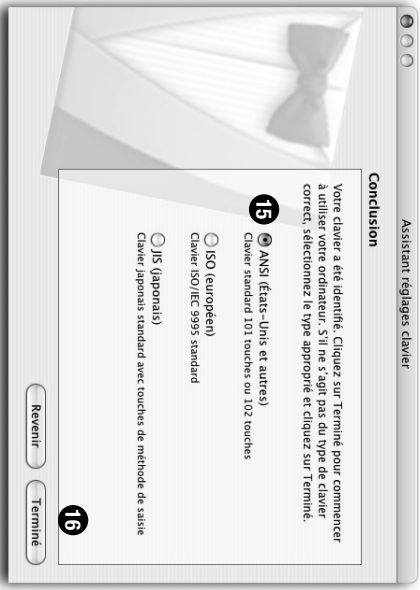 Assistant réglages clavier
Conclusion
Votre clavier a été identifié. Cliquez sur Terminé pour commencer
à utiliser votre ordinateur. S'il ne s'agit pas du type de clavier
correct, sélectionnez le type approprié et cliquez sur Terminé.
15
ANSI (États-Unis et autres)
Clavier standard 101 touches ou 102 touches
ISO (européen)
Clavier ISO/IEC 9995 standard
JIS (japonais)
Clavier japonais standard avec touches de méthode de saisie
16
Revenir
Terminé